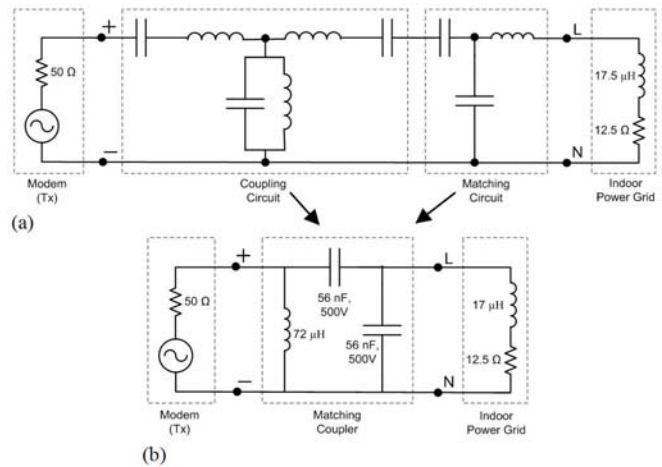 +
L
50 Ω
17.5 µH
12.5 Ω
−
N
Modem
(Tx)
Coupling
Circuit
Matching
Circuit
Indoor
Power Grid
(a)
+
L
50 Ω
56 nF,
500V
72 µH
56 nF,
500V
17 µH
12.5 Ω
−
N
Modem
(Tx)
Matching
Coupler
Indoor
Power Grid
(b)